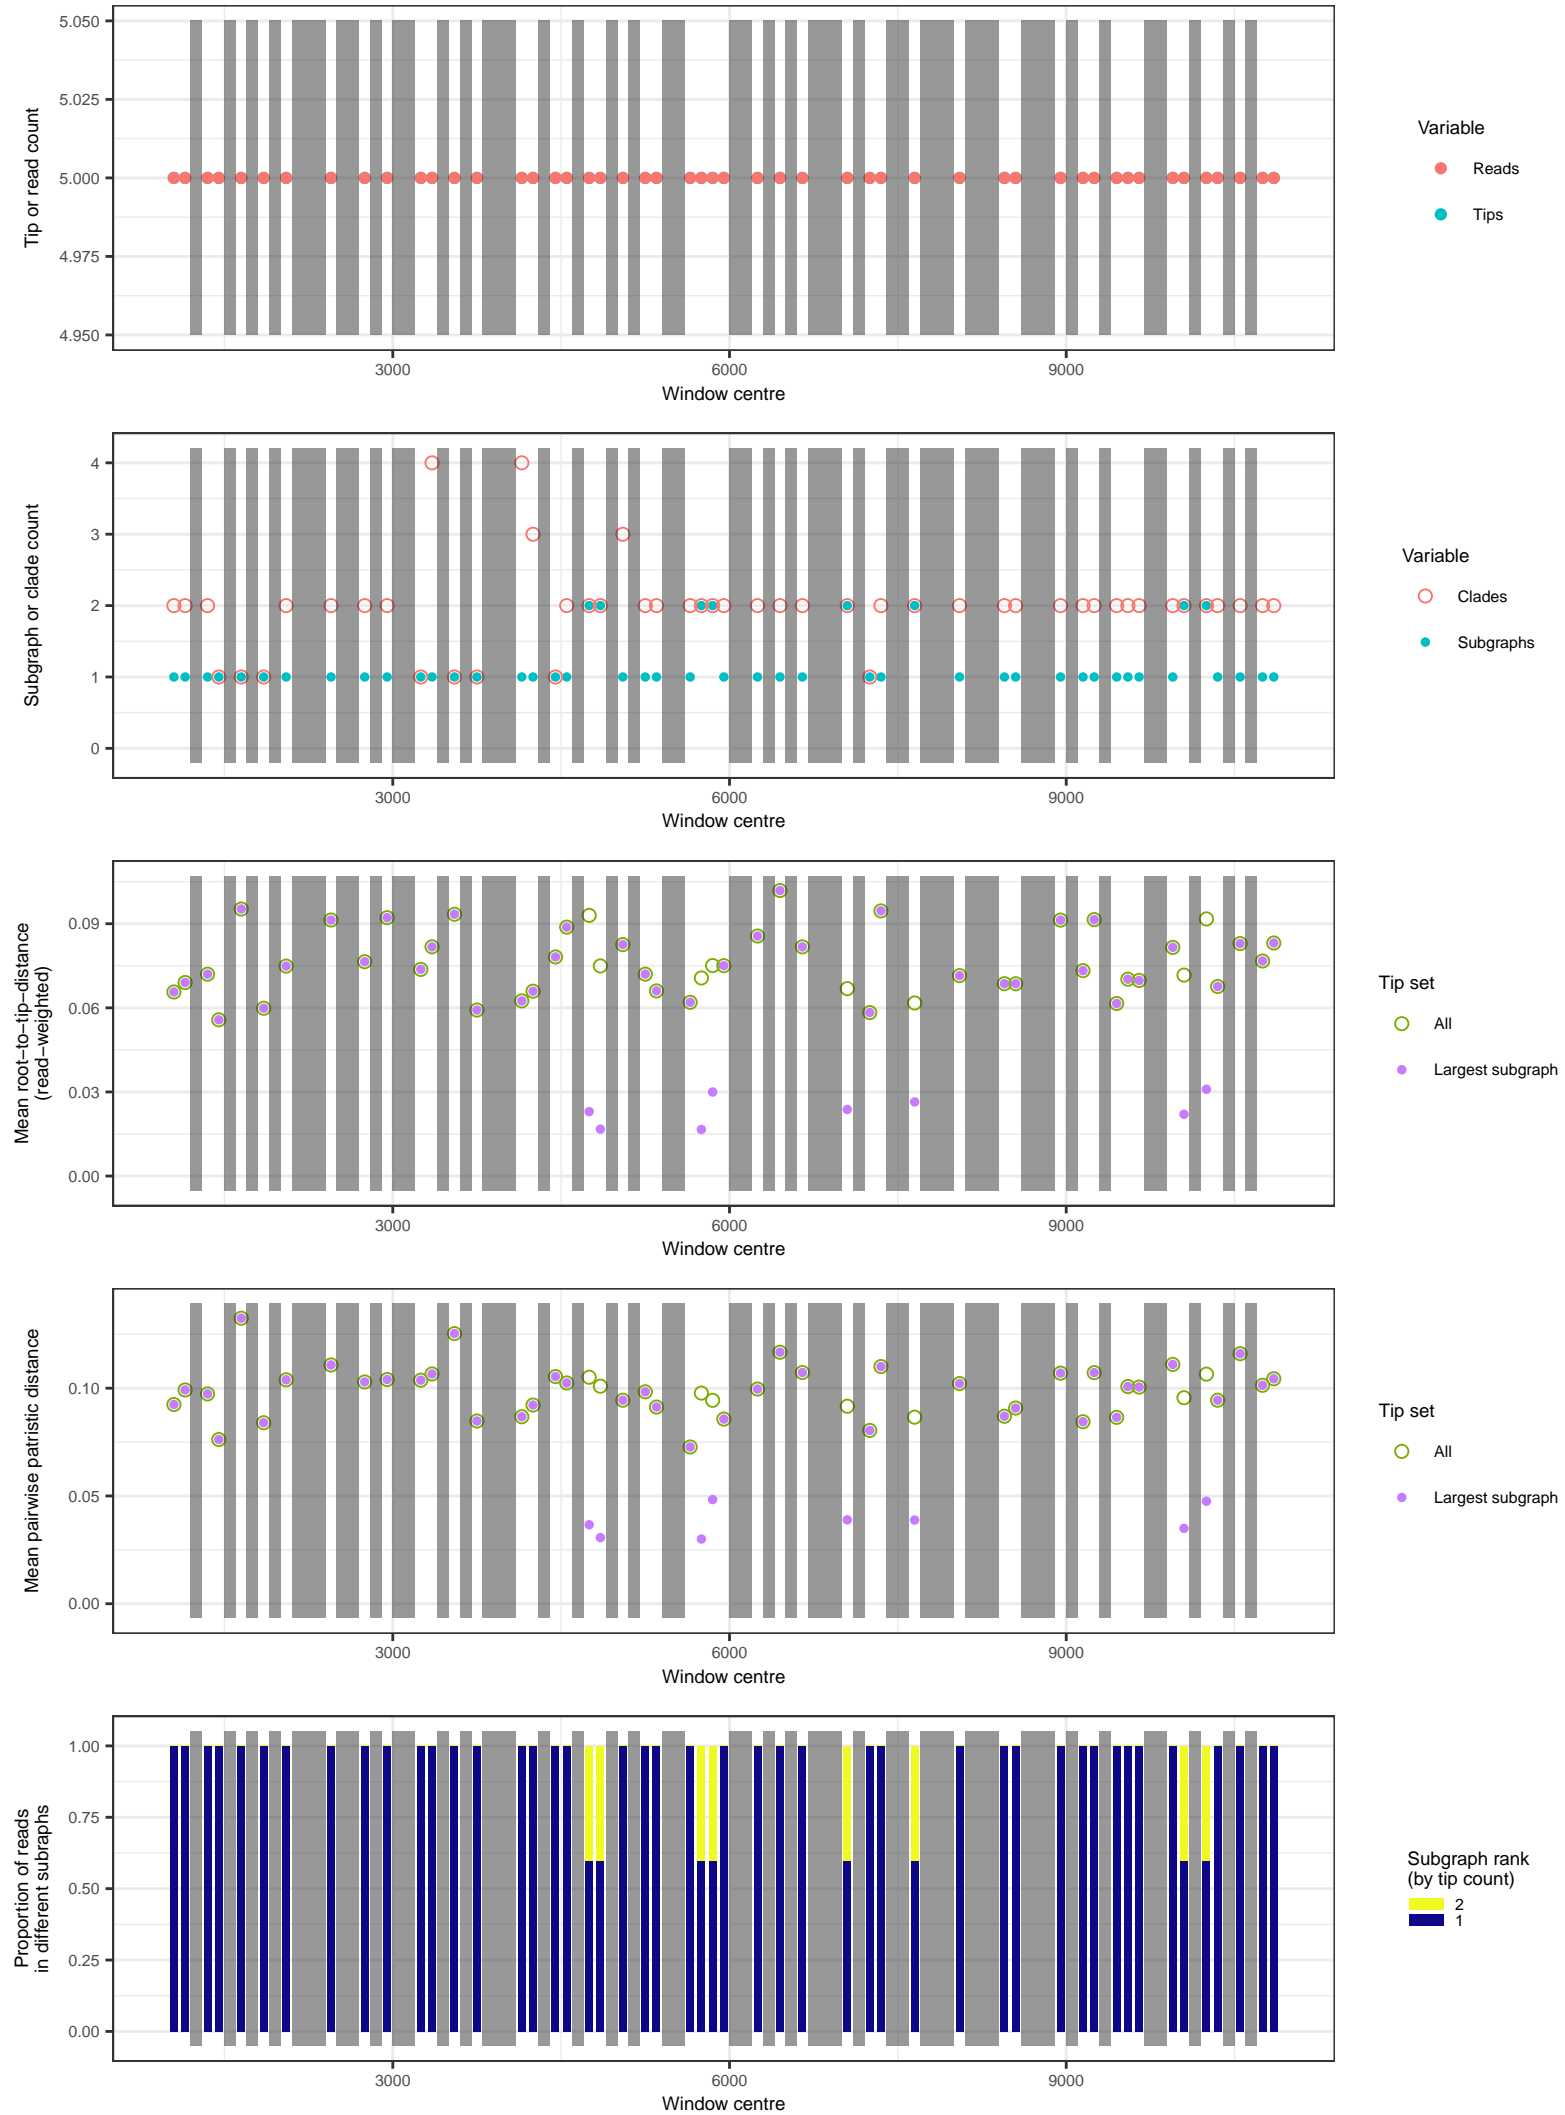 5.050
5.025
5.000
4.975
4.950
Tip or read count
3000 6000 9000
Window centre
Variable
Reads
Tips
4
3
2
1
0
Subgraph or clade count
3000 6000 9000
Window centre
Variable
Clades
Subgraphs
0.09
0.06
0.03
0.00
Mean root−to−tip−distance
(read−weighted)
3000 6000 9000
Window centre
Tip set
All
Largest subgraph
0.10
0.05
0.00
Mean pairwise patristic distance
3000 6000 9000
Window centre
Tip set
All
Largest subgraph
1.00
0.75
0.50
0.25
0.00
Proportion of reads
in different subraphs
3000 6000 9000
Window centre
Subgraph rank
(by tip count)
2
1